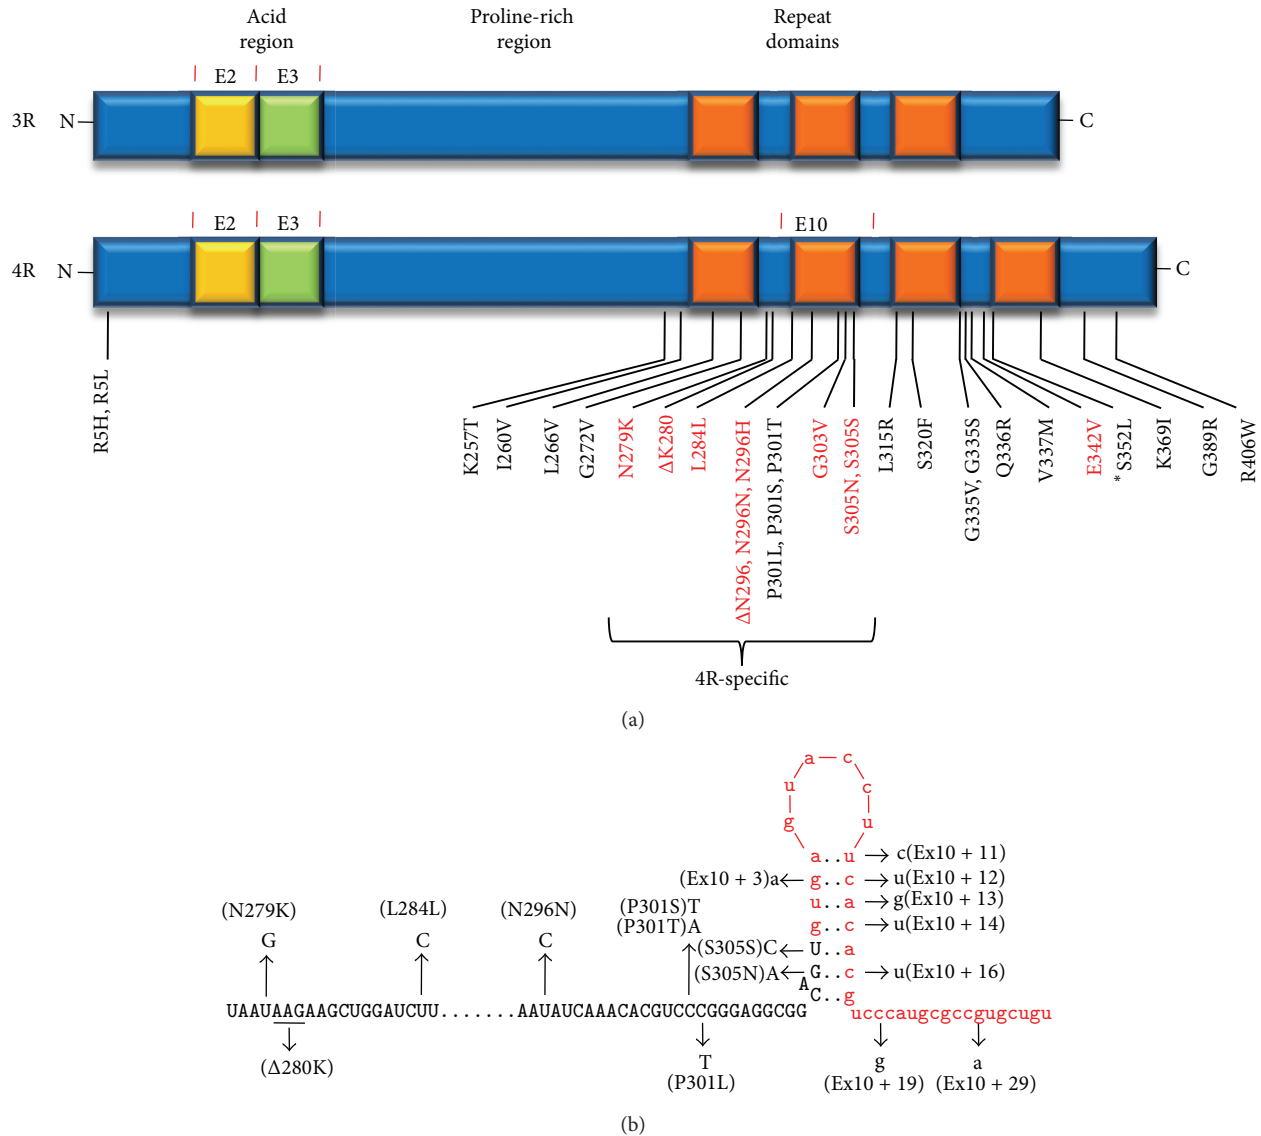 Acid
region
Proline-rich
region
Repeat
domains
E2 E3
3R N C
E2 E3 E10
4R N C
R5H, R5L
K257T
I260V
L266V
G272V
N279K
ΔK280
L284L
ΔN296, N296N, N296H
P301L, P301S, P301T
G303V
S305N, S305S
L315R
S320F
G335V, G335S
Q336R
V337M
E342V
*S352L
K369I
G389R
R406W
4R-specific
(a)
a c
u c
g u
a..u c(Ex10 + 11)
(Ex10 + 3)a g..c u(Ex10 + 12)
u..a g(Ex10 + 13)
g..c u(Ex10 + 14)
(S305S)C U..a
(S305N)A G..c u(Ex10 + 16)
A
C..g
(N279K)
G
(L284L)
C
(N296N)
C
(P301S)T
(P301T)A
UAAUAAGAAGCUGGAUCUU.......AAUAUCAAACACGUCCCGGGAGGCGG
ucccaugcgccgugcugu
(Δ280K)
T
(P301L)
g
(Ex10 + 19)
a
(Ex10 + 29)
(b)